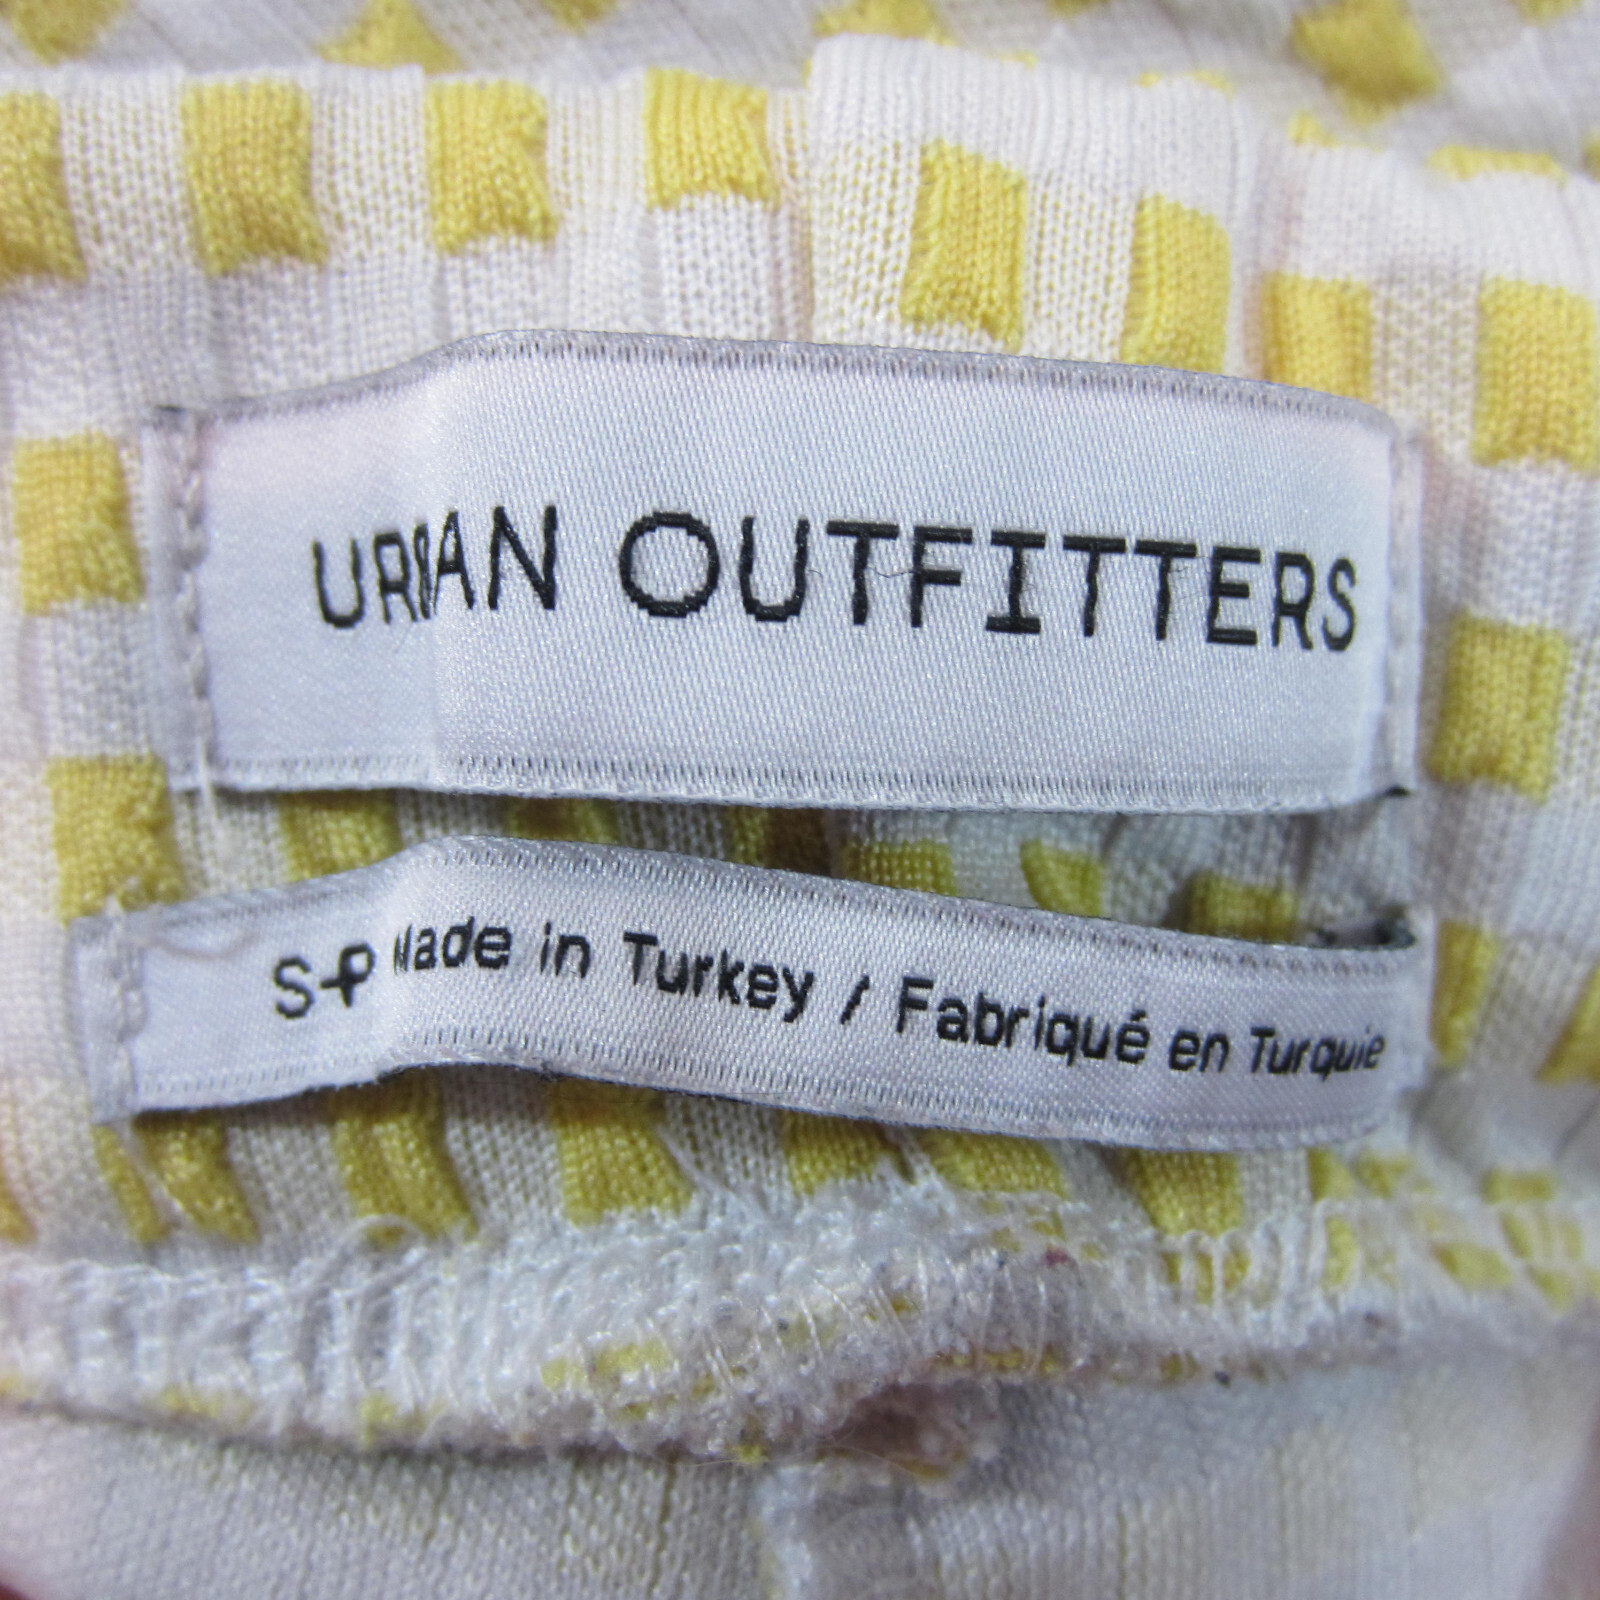 URBAN OUTFITTERS
S-P Made in Turkey / Fabriqué en Turquie